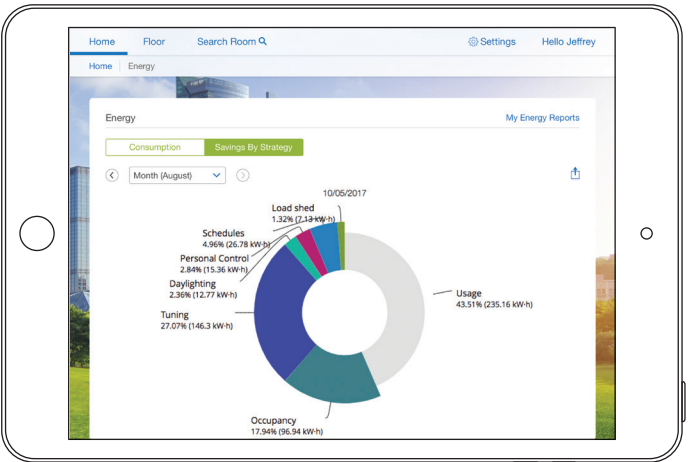 Home Floor Search Room Settings Hello Jeffrey
Home Energy
Energy My Energy Reports
Consumption Savings By Strategy
Month (August)
10/05/2017
Load shed
1.32% (7.13 kW·h)
Schedules
4.96% (26.78 kW·h)
Personal Control
2.84% (15.36 kW·h)
Daylighting
2.36% (12.77 kW·h)
Tuning
27.07% (146.3 kW·h)
Usage
43.51% (235.16 kW·h)
Occupancy
17.94% (96.94 kW·h)